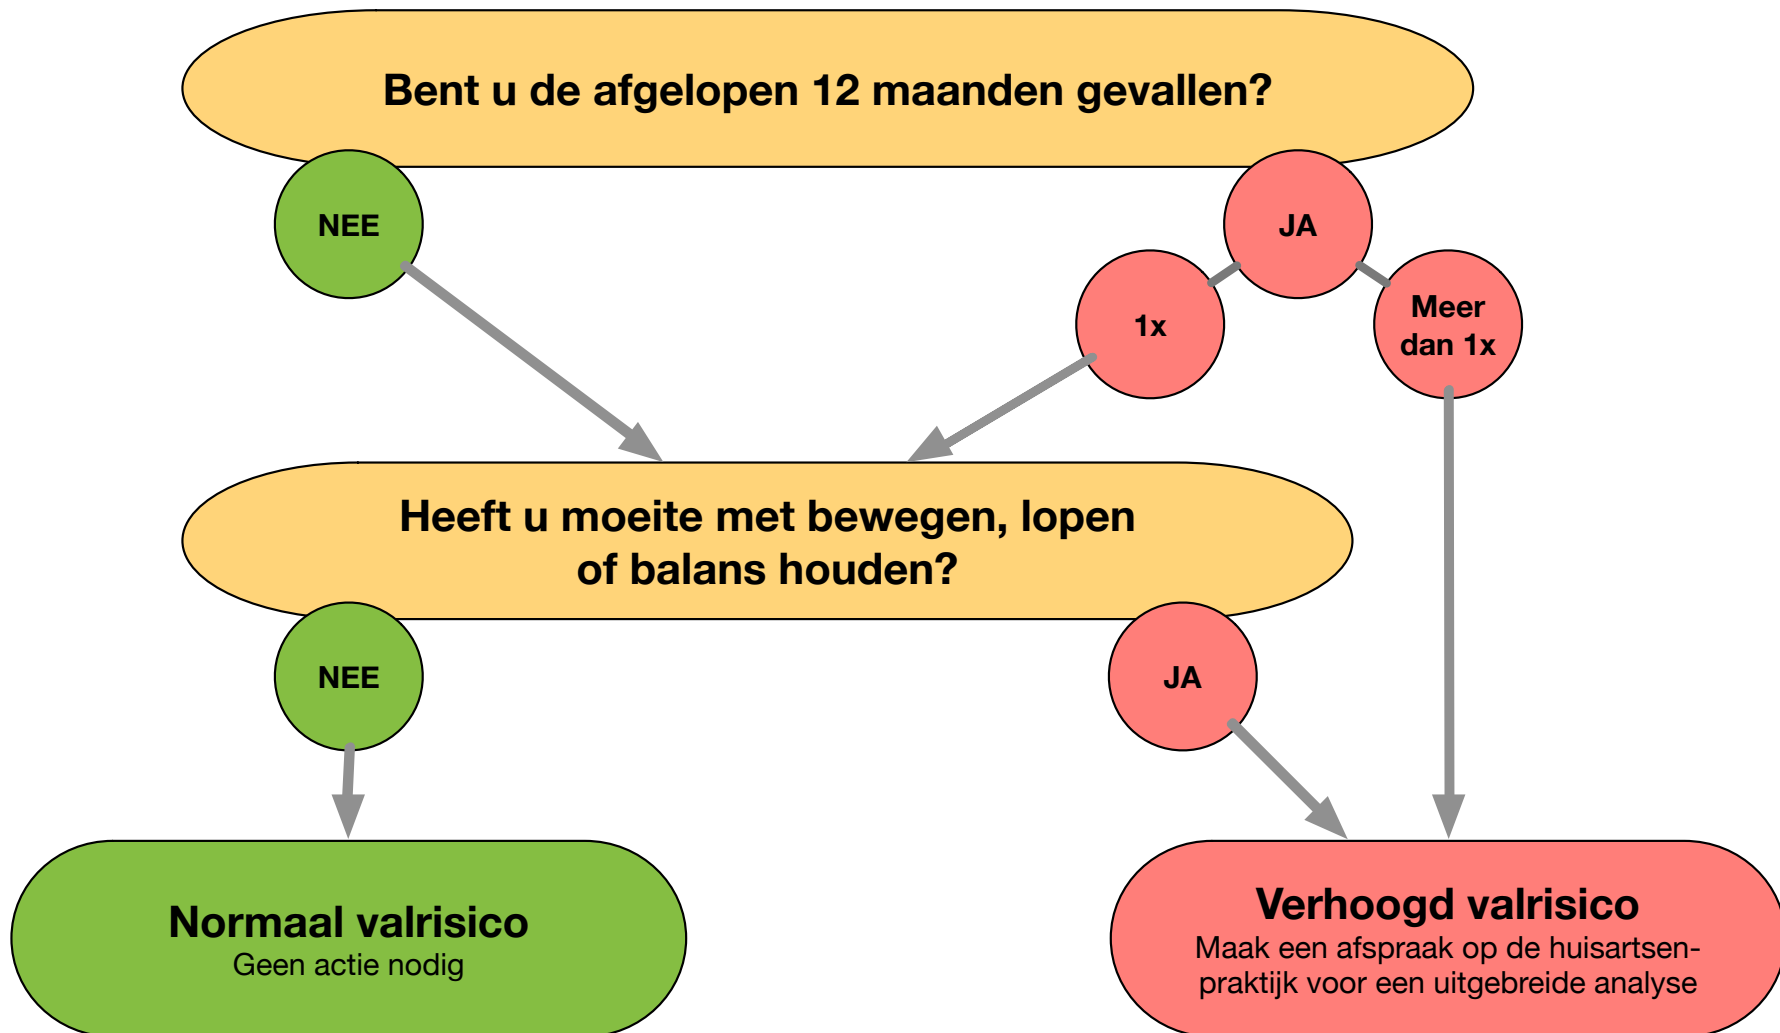 Bent u de afgelopen 12 maanden gevallen?
NEE
JA
1x
Meer
dan 1x
Heeft u moeite met bewegen, lopen
of balans houden?
NEE
JA
Normaal valrisico
Geen actie nodig
Verhoogd valrisico
Maak een afspraak op de huisartsen-
praktijk voor een uitgebreide analyse